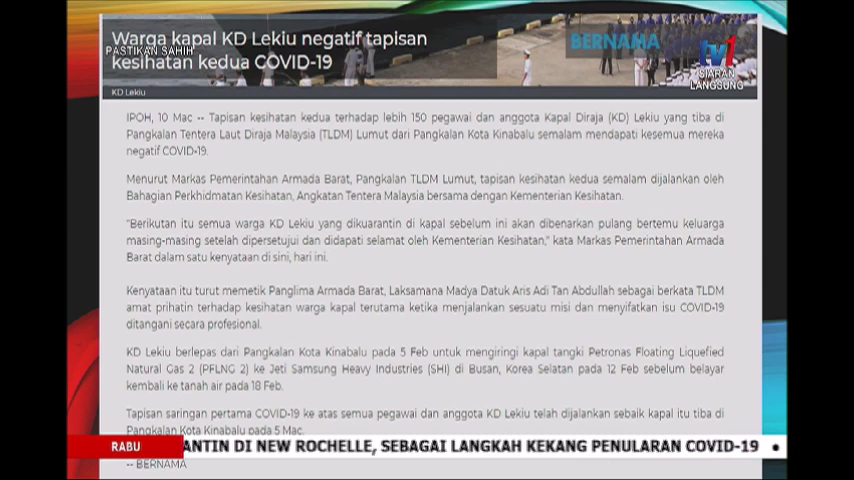 Warga kapal KD Lekiu negatif tapisan
PASTIKAN SAHIH
kesihatan kedua COVID-19
BERNAMA
tv1
SIARAN
LANGSUNG
KD Lekiu
IPOH, 10 Mac -- Tapisan kesihatan kedua terhadap lebih 150 pegawai dan anggota Kapal Diraja (KD) Lekiu yang tiba di
Pangkalan Tentera Laut Diraja Malaysia (TLDM) Lumut dari Pangkalan Kota Kinabalu semalam mendapati kesemua mereka
negatif COVID-19.
Menurut Markas Pemerintahan Armada Barat, Pangkalan TLDM Lumut, tapisan kesihatan kedua semalam dijalankan oleh
Bahagian Perkhidmatan Kesihatan, Angkatan Tentera Malaysia bersama dengan Kementerian Kesihatan.
"Berikutan itu semua warga KD Lekiu yang dikuarantin di kapal sebelum ini akan dibenarkan pulang bertemu keluarga
masing-masing setelah dipersetujui dan didapati selamat oleh Kementerian Kesihatan," kata Markas Pemerintahan Armada
Barat dalam satu kenyataan di sini, hari ini.
Kenyataan itu turut memetik Panglima Armada Barat, Laksamana Madya Datuk Aris Adi Tan Abdullah sebagai berkata TLDM
amat prihatin terhadap kesihatan warga kapal terutama ketika menjalankan sesuatu misi dan menyifatkan isu COVID-19
ditangani secara profesional.
KD Lekiu berlepas dari Pangkalan Kota Kinabalu pada 5 Feb untuk mengiringi kapal tangki Petronas Floating Liquefied
Natural Gas 2 (PFLNG 2) ke Jeti Samsung Heavy Industries (SHI) di Busan, Korea Selatan pada 12 Feb sebelum belayar
kembali ke tanah air pada 18 Feb.
Tapisan saringan pertama COVID-19 ke atas semua pegawai dan anggota KD Lekiu telah dijalankan sebaik kapal itu tiba di
Pangkalan Kota Kinabalu pada 5 Mac.
RABU
ANTIN DI NEW ROCHELLE, SEBAGAI LANGKAH KEKANG PENULARAN COVID-19 •
-- BERNAMA